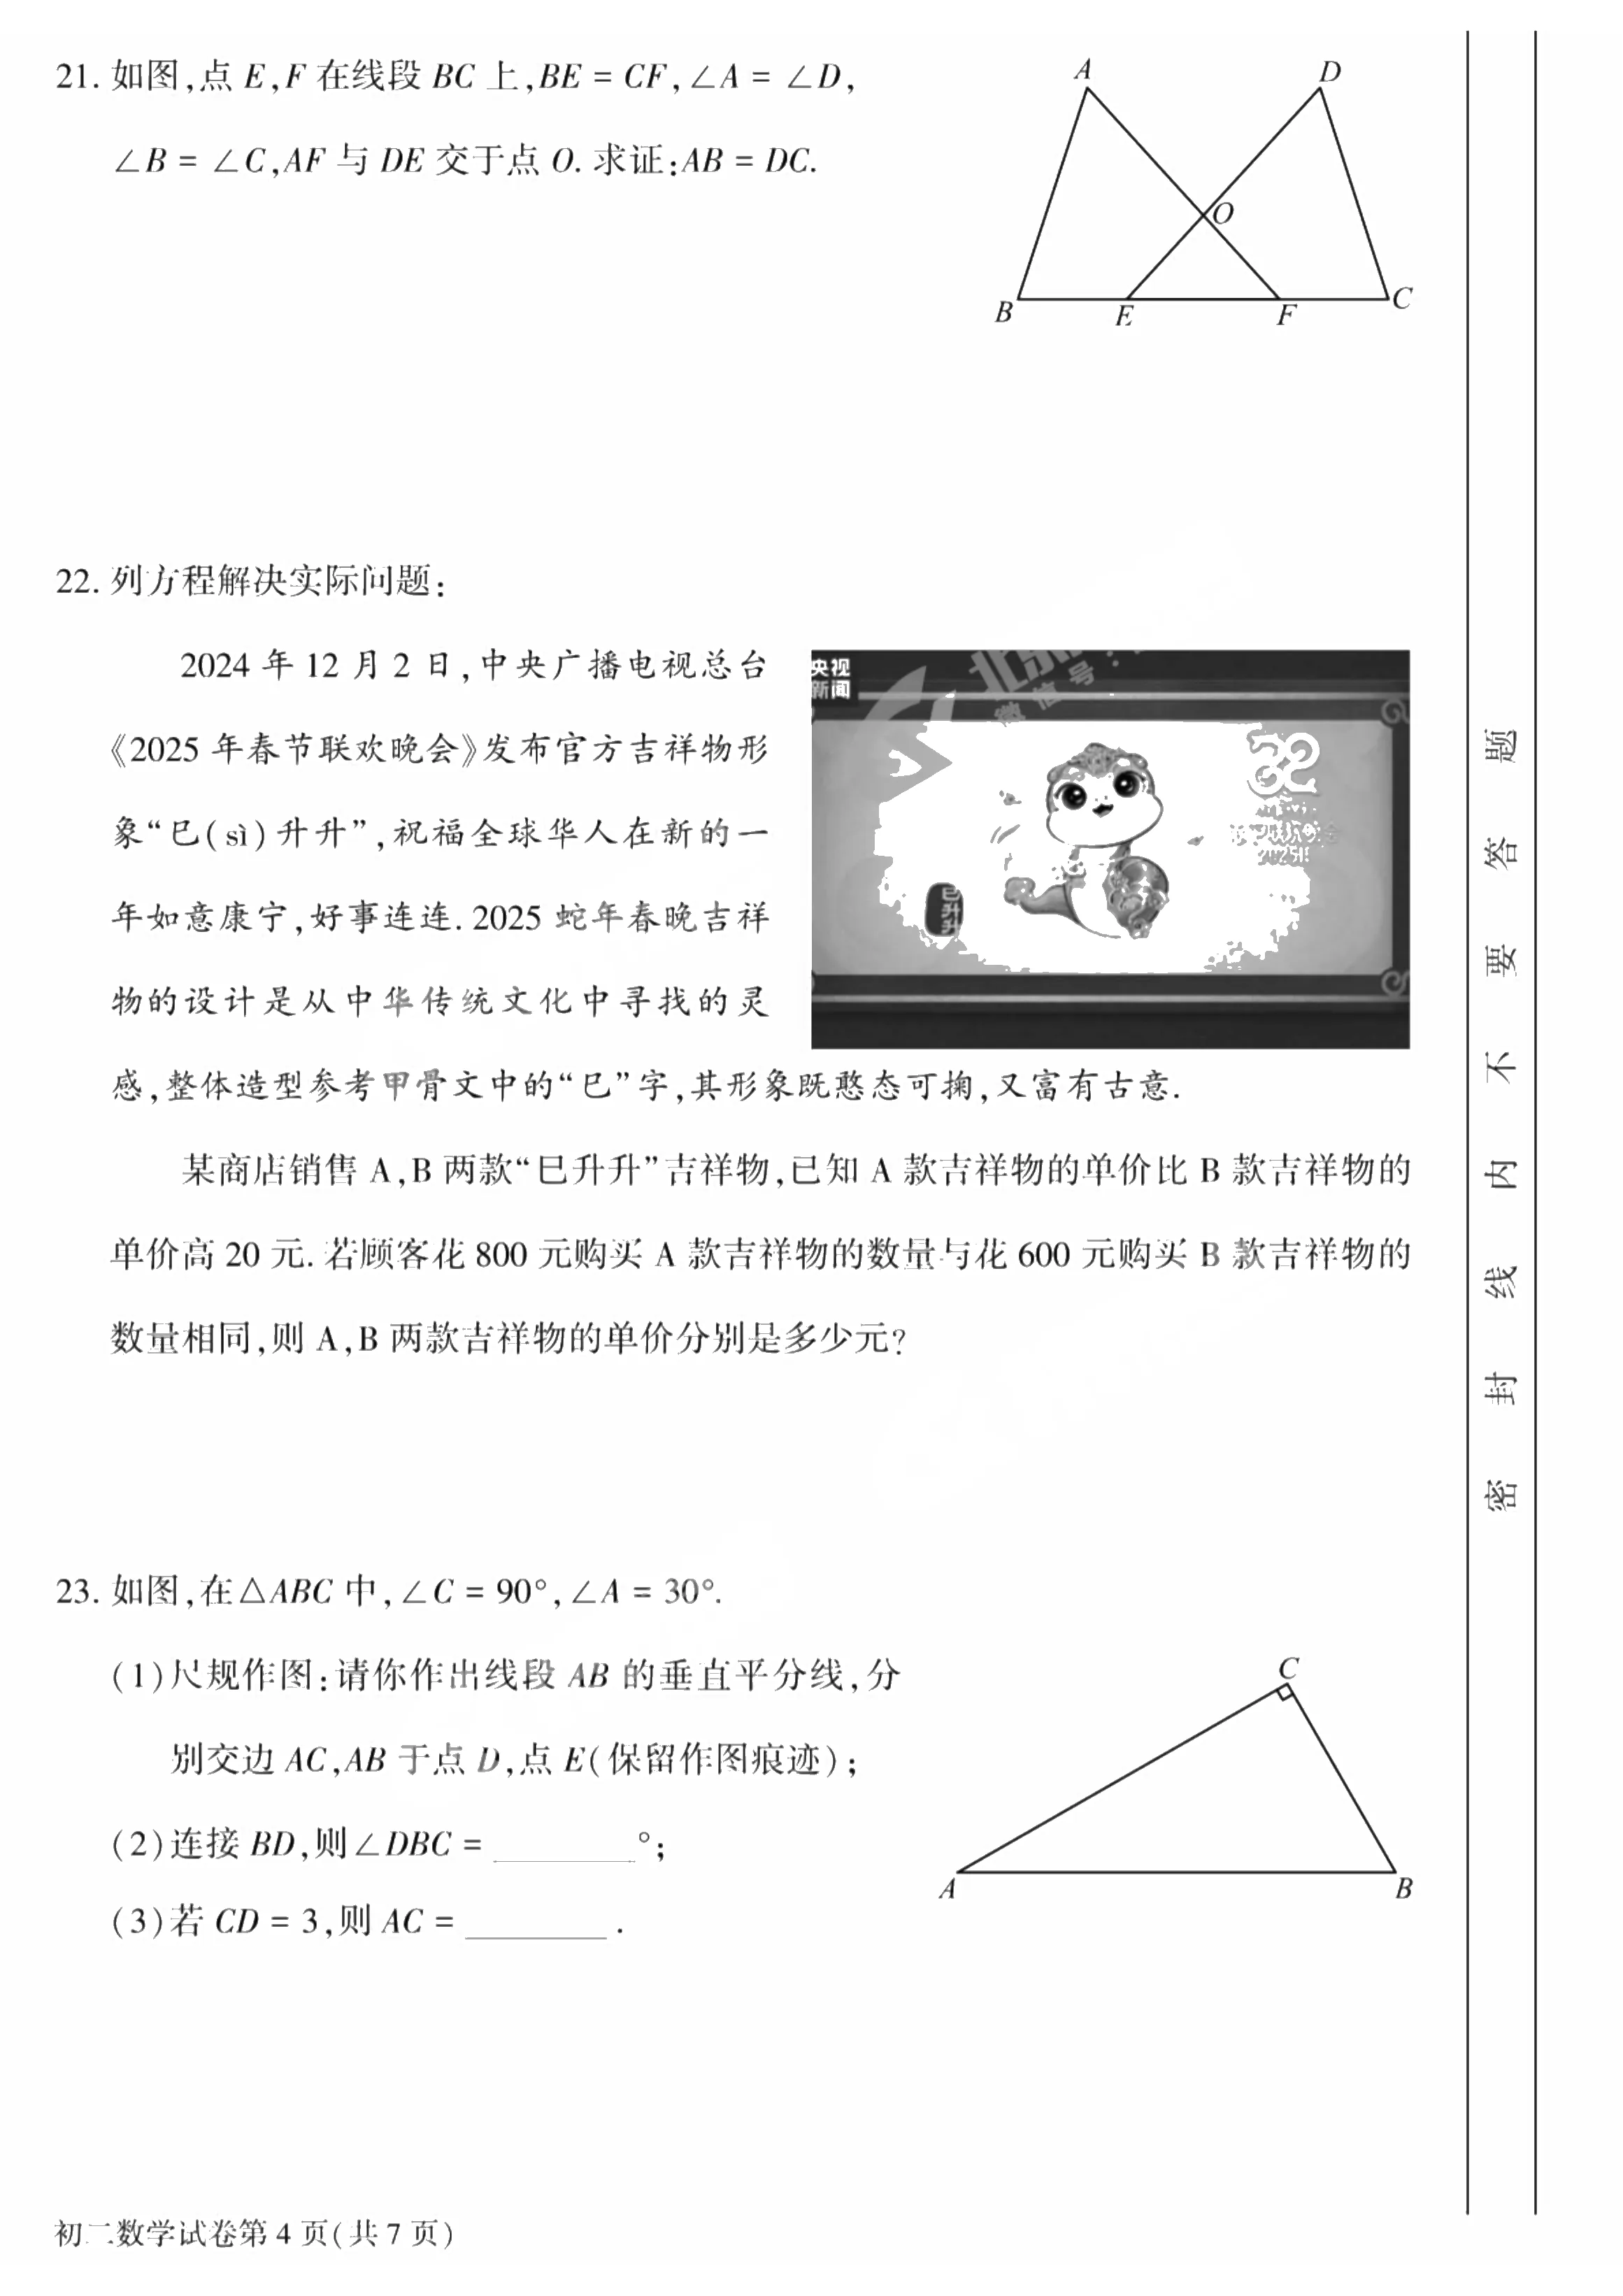 21. 如图,点 E,F 在线段 BC 上,BE = CF,∠A = ∠D,
∠B = ∠C,AF 与 DE 交于点 O. 求证:AB = DC.
A
D
O
B
E
F
C
22. 列方程解决实际问题:
2024 年 12 月 2 日,中央广播电视总台
《2025 年春节联欢晚会》发布官方吉祥物形
象“巳(sì)升升”,祝福全球华人在新的一
年如意康宁,好事连连. 2025 蛇年春晚吉祥
物的设计是从中华传统文化中寻找的灵
感,整体造型参考甲骨文中的“巳”字,其形象既憨态可掬,又富有古意.
央视
新闻
微信号:
巳升升
某商店销售 A,B 两款“巳升升”吉祥物,已知 A 款吉祥物的单价比 B 款吉祥物的
单价高 20 元. 若顾客花 800 元购买 A 款吉祥物的数量与花 600 元购买 B 款吉祥物的
数量相同,则 A,B 两款吉祥物的单价分别是多少元?
23. 如图,在△ABC 中,∠C = 90°,∠A = 30°.
(1)尺规作图:请你作出线段 AB 的垂直平分线,分
别交边 AC,AB 于点 D,点 E(保留作图痕迹);
(2)连接 BD,则∠DBC = ________°;
(3)若 CD = 3,则 AC = ________.
C
A
B
初二数学试卷第 4 页(共 7 页)
密封线内不要答题